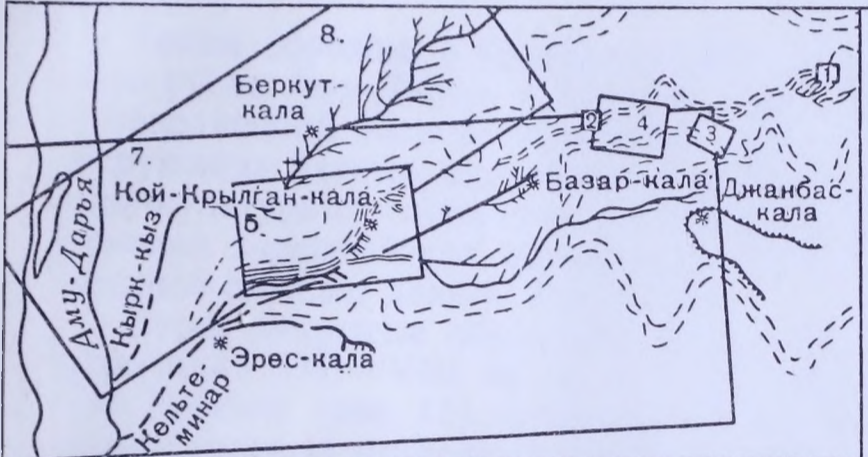 8.
Беркут-
кала
1
2
4
3
7.
Кой-Крылган-кала
Базар-кала
Джанбас-
кала
5.
Аму-Дарья
Кырк-кыз
Эрес-кала
Кельте-
минар